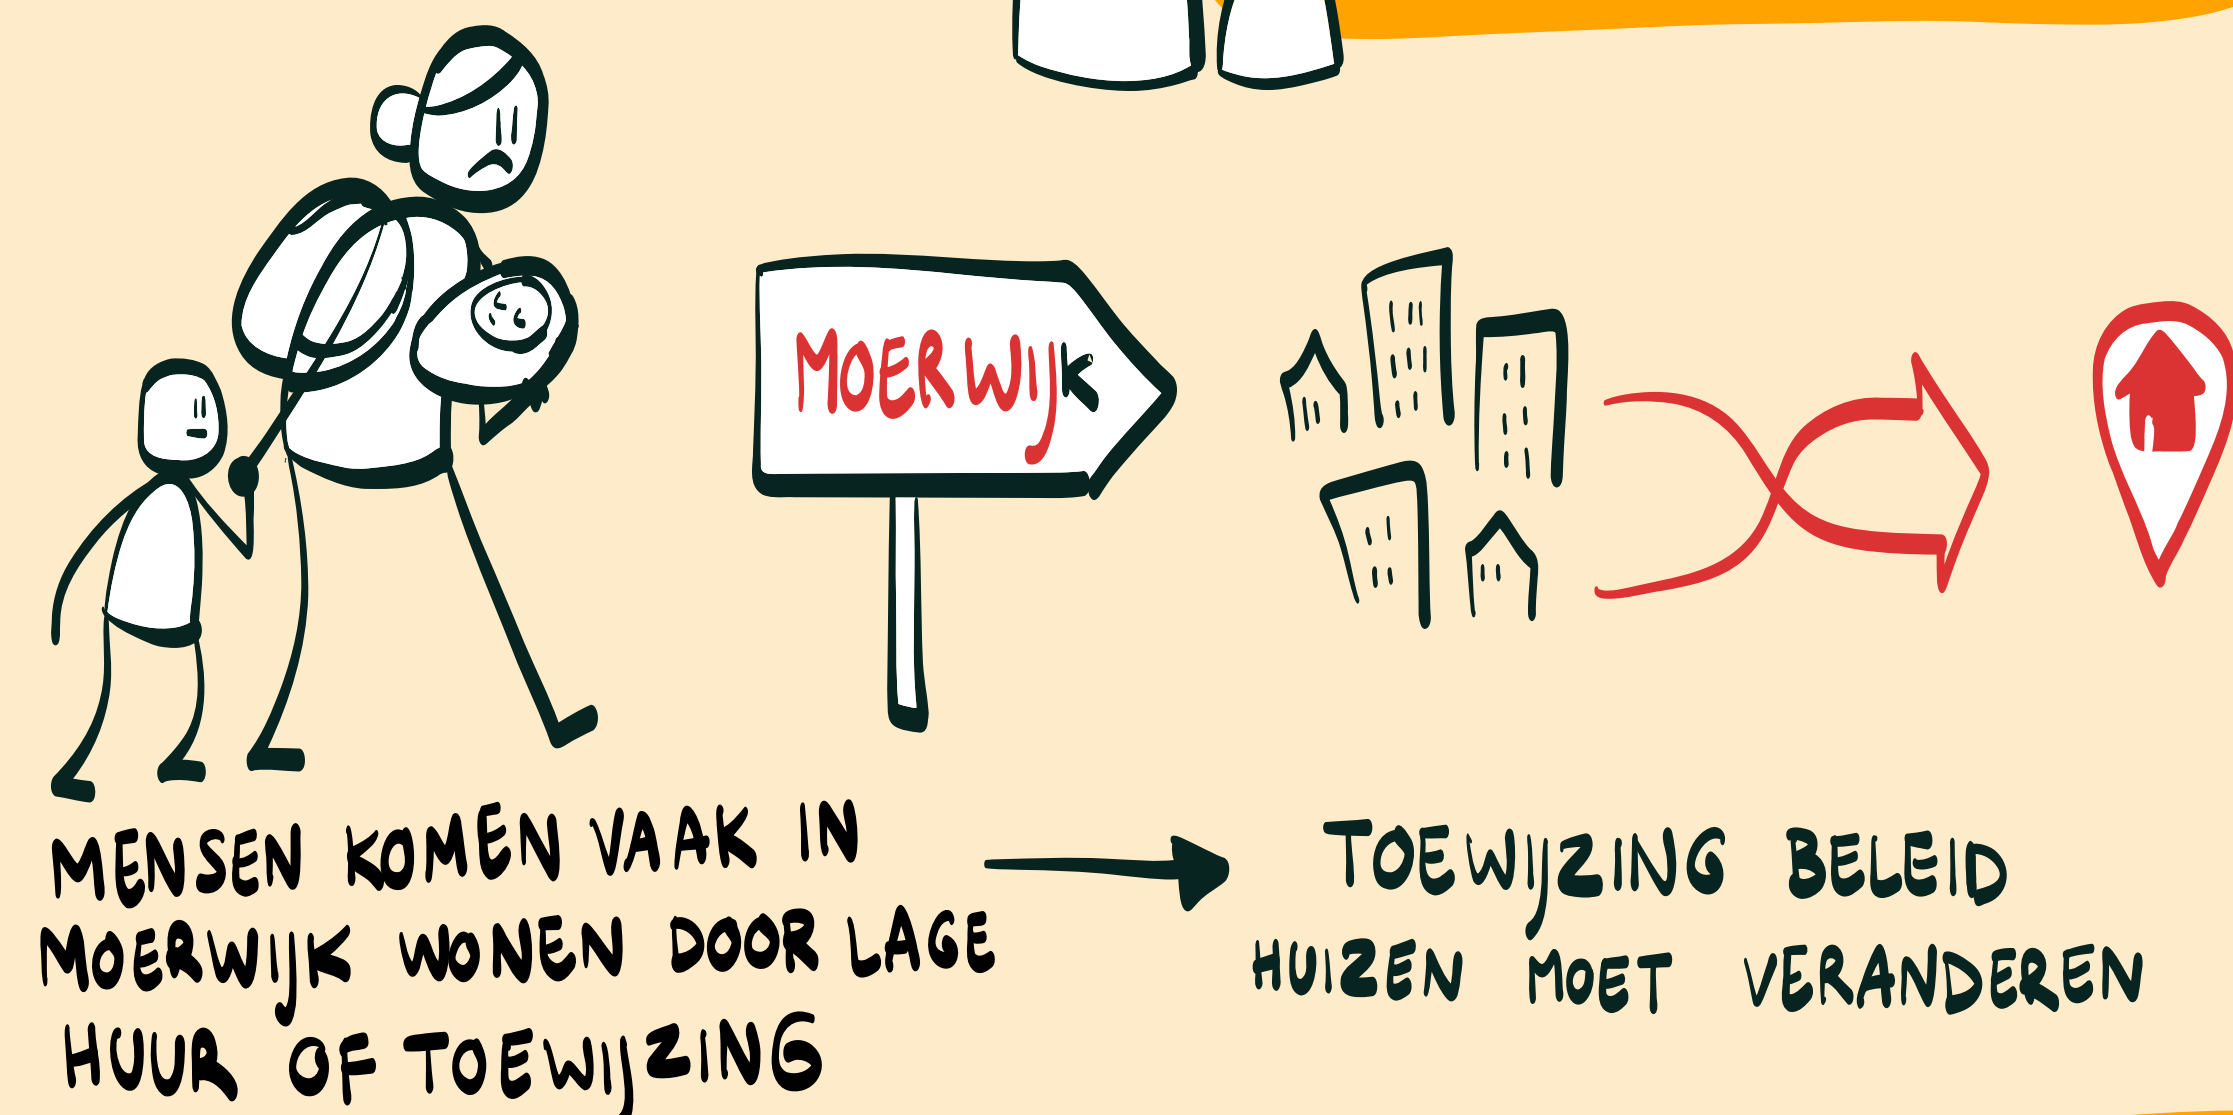 MOERWIJK
MENSEN KOMEN VAAK IN
MOERWIJK WONEN DOOR LAGE
HUUR OF TOEWIJZING
TOEWIJZING BELEID
HUIZEN MOET VERANDEREN